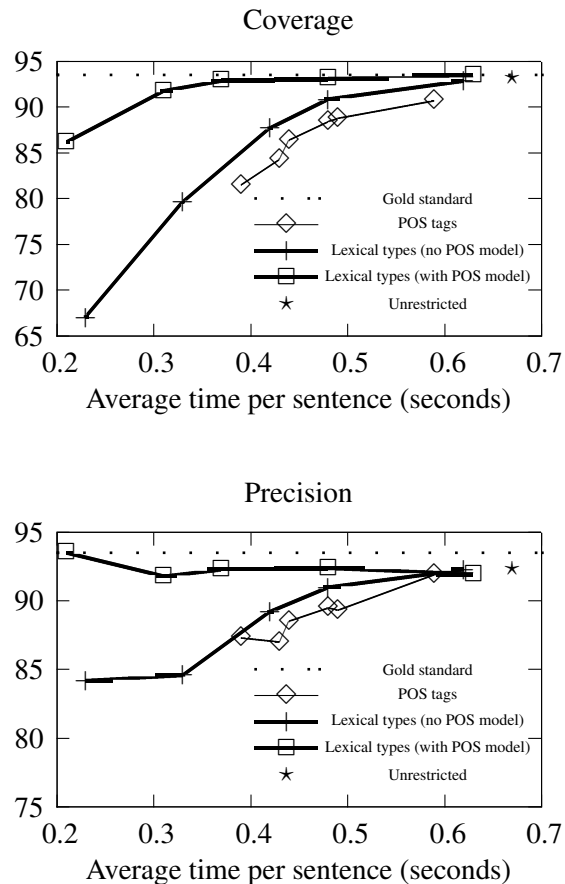 Coverage
95
90
85
80
75
70
65
Gold standard
POS tags
Lexical types (no POS model)
Lexical types (with POS model)
Unrestricted
0.2 0.3 0.4 0.5 0.6 0.7
Average time per sentence (seconds)
Precision
95
90
85
80
75
Gold standard
POS tags
Lexical types (no POS model)
Lexical types (with POS model)
Unrestricted
0.2 0.3 0.4 0.5 0.6 0.7
Average time per sentence (seconds)